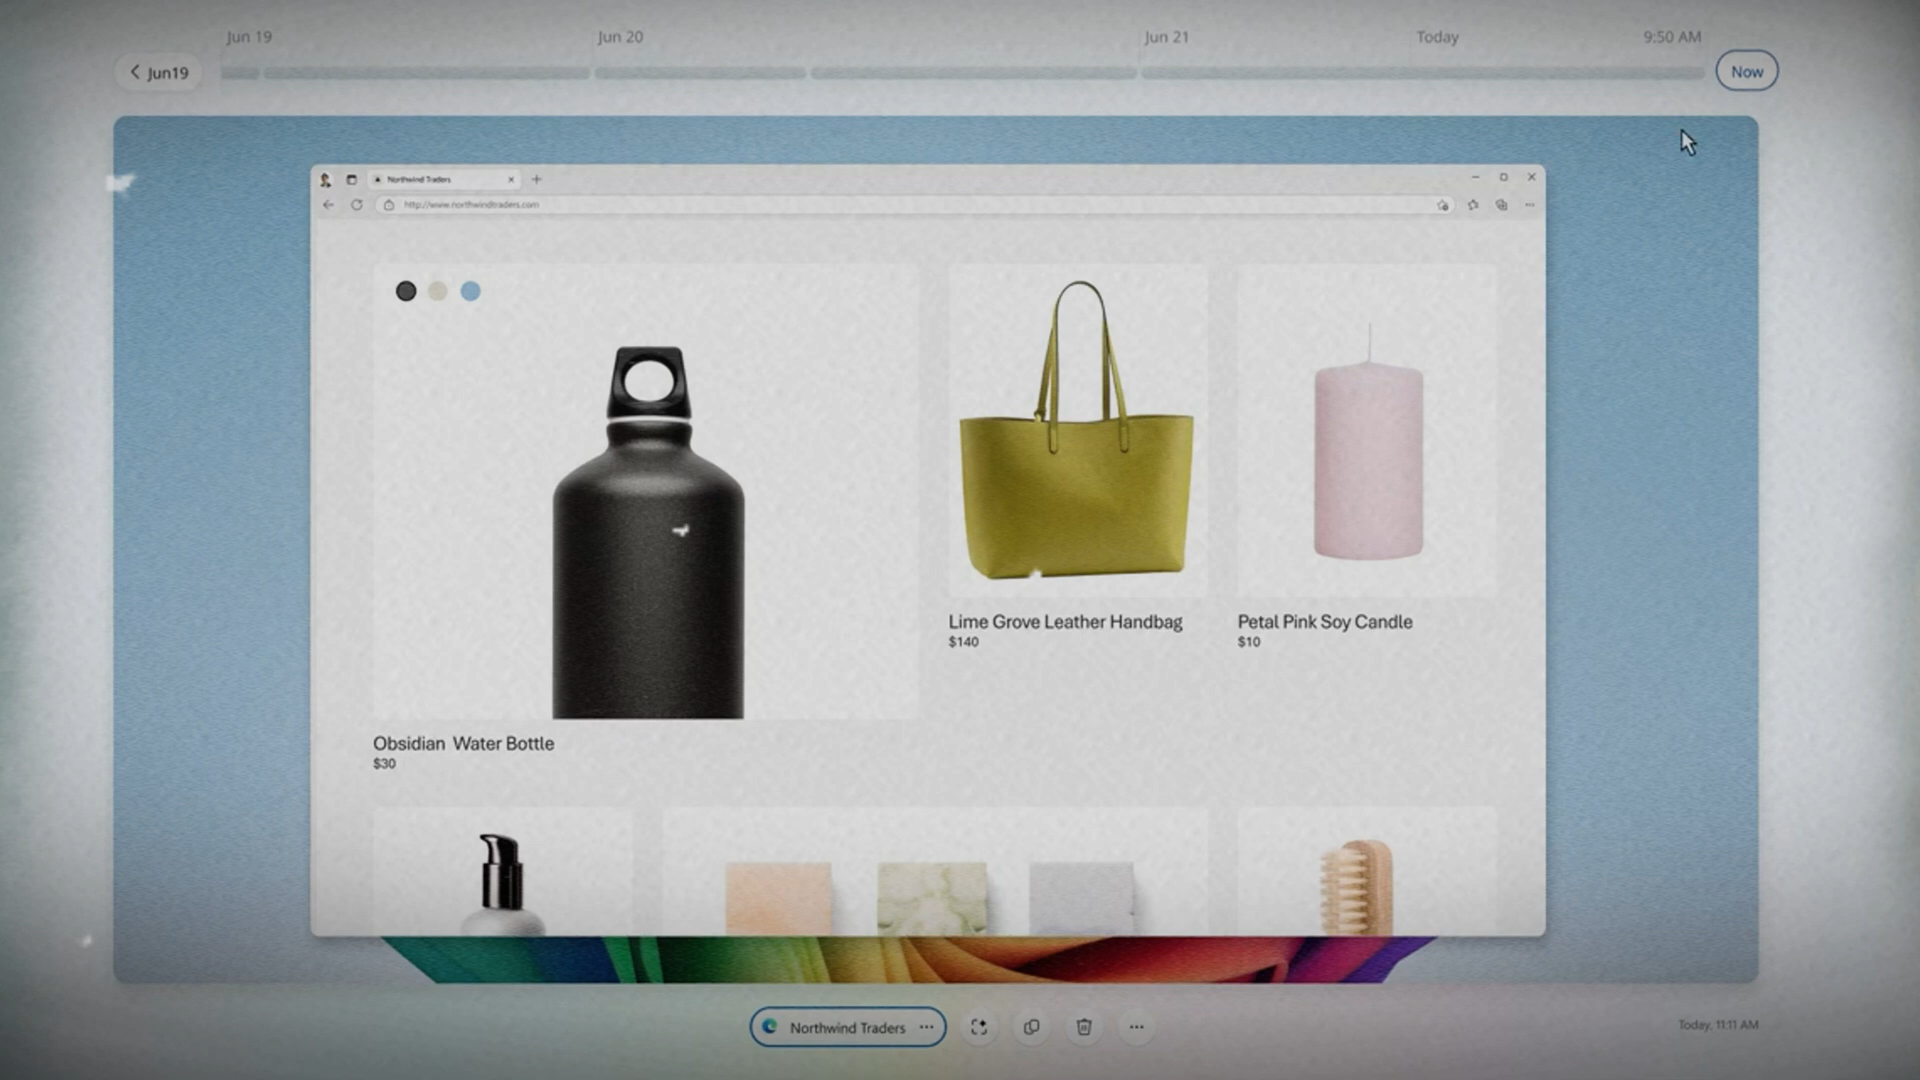 Jun 19
Jun 20
Jun 21
Today
9:50 AM
Jun19
Now
Northwind Traders
http://www.northwindtraders.com
Lime Grove Leather Handbag
$140
Petal Pink Soy Candle
$10
Obsidian Water Bottle
$30
Northwind Traders
Today, 11:11 AM